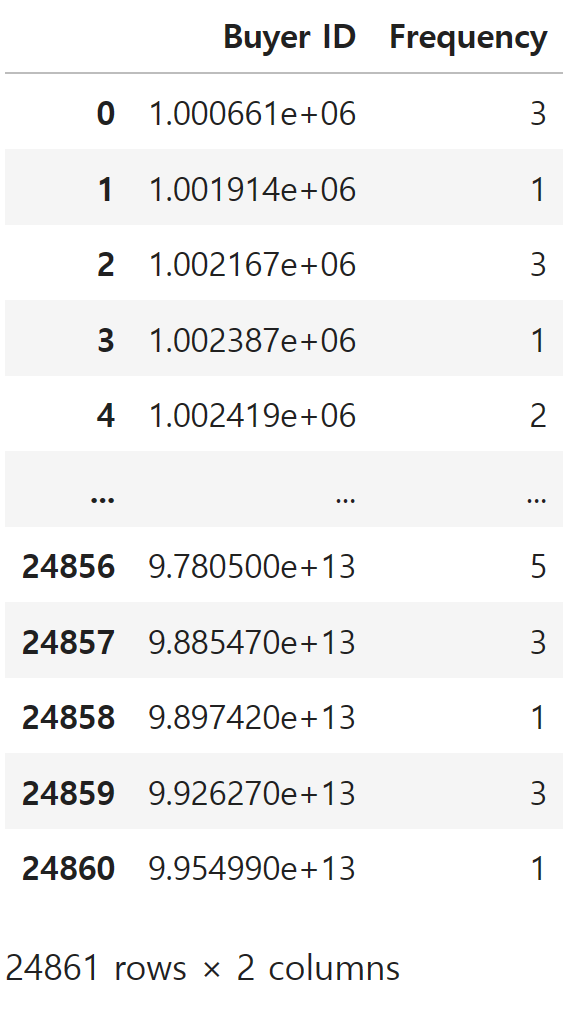 Buyer ID Frequency
0 1.000661e+06 3
1 1.001914e+06 1
2 1.002167e+06 3
3 1.002387e+06 1
4 1.002419e+06 2
... ... ...
24856 9.780500e+13 5
24857 9.885470e+13 3
24858 9.897420e+13 1
24859 9.926270e+13 3
24860 9.954990e+13 1
24861 rows × 2 columns